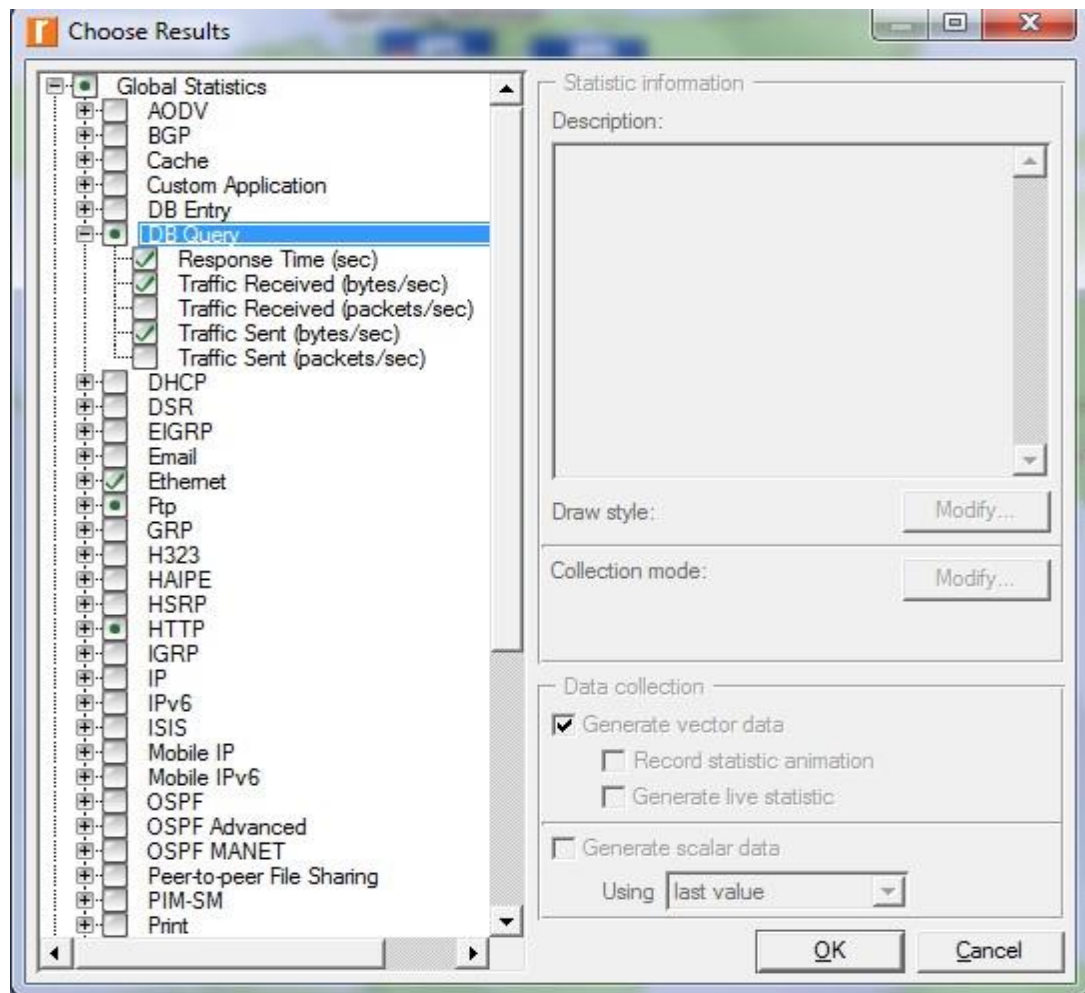 Choose Results
Global Statistics
AODV
BGP
Cache
Custom Application
DB Entry
DB Query
Response Time (sec)
Traffic Received (bytes/sec)
Traffic Received (packets/sec)
Traffic Sent (bytes/sec)
Traffic Sent (packets/sec)
DHCP
DSR
EIGRP
Email
Ethernet
Ftp
GRP
H323
HAIPE
HSRP
HTTP
IGRP
IP
IPv6
ISIS
Mobile IP
Mobile IPv6
OSPF
OSPF Advanced
OSPF MANET
Peer-to-peer File Sharing
PIM-SM
Print
Statistic information
Description:
Draw style:
Modify...
Collection mode:
Modify...
Data collection
Generate vector data
Record statistic animation
Generate live statistic
Generate scalar data
Using last value
OK
Cancel